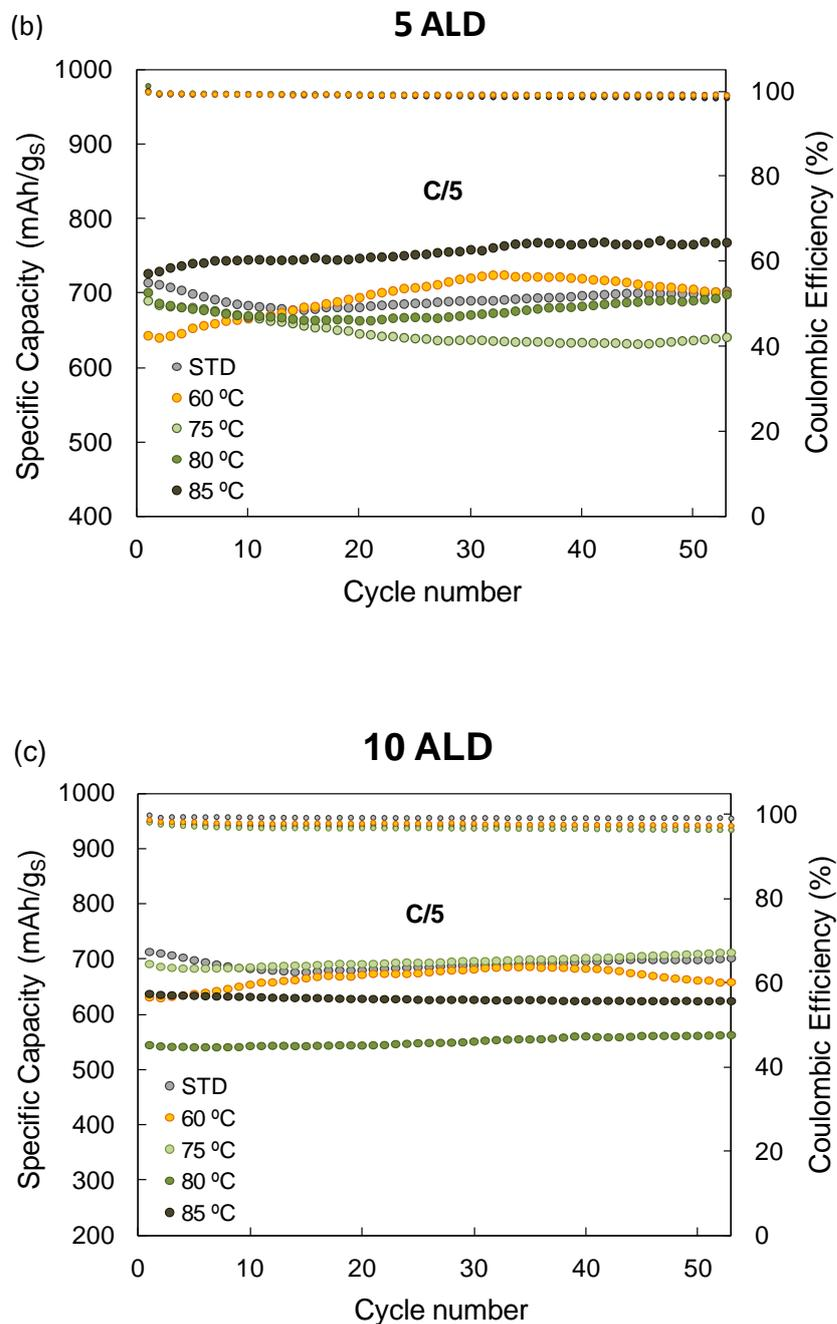 (b)
5 ALD
Specific Capacity (mAh/gS)
1000
900
800
700
600
500
400
C/5
STD
60 ºC
75 ºC
80 ºC
85 ºC
100
80
60
40
20
0
Coulombic Efficiency (%)
0 10 20 30 40 50
Cycle number
(c)
10 ALD
Specific Capacity (mAh/gS)
1000
900
800
700
600
500
400
300
200
C/5
STD
60 ºC
75 ºC
80 ºC
85 ºC
100
80
60
40
20
0
Coulombic Efficiency (%)
0 10 20 30 40 50
Cycle number